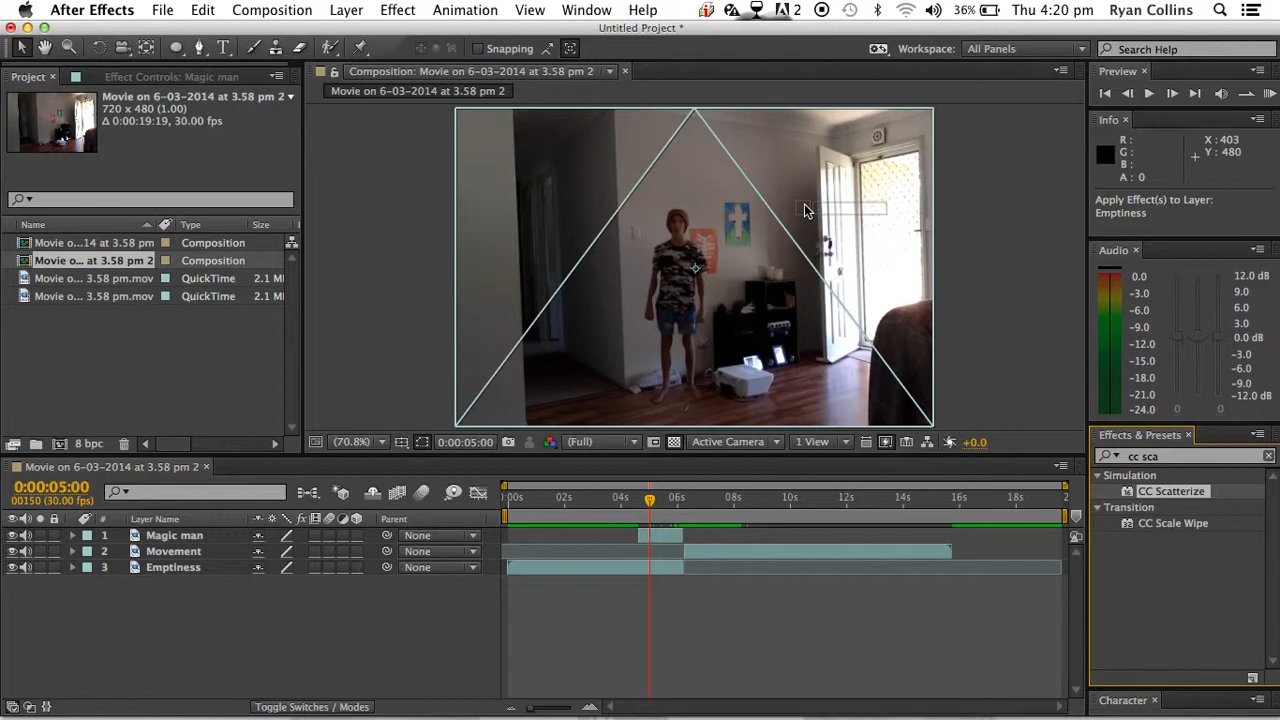 After Effects File Edit Composition Layer Effect Animation View Window Help 2 36% Thu 4:20 pm Ryan Collins
Untitled Project *
Snapping Workspace: All Panels Search Help
Project Effect Controls: Magic man
Movie on 6-03-2014 at 3.58 pm 2
720 x 480 (1.00)
Δ 0:00:19:19, 30.00 fps
Name Type Size
Movie o...14 at 3.58 pm Composition
Movie o... at 3.58 pm 2 Composition
Movie o... 3.58 pm.mov QuickTime 2.1 M
Movie o... 3.58 pm.mov QuickTime 2.1 M
8 bpc
Composition: Movie on 6-03-2014 at 3.58 pm 2
Movie on 6-03-2014 at 3.58 pm 2
(70.8%) 0:00:05:00 (Full) Active Camera 1 View +0.0
Preview
Info
R :
G :
B :
A : 0
X : 403
Y : 480
Apply Effect(s) to Layer:
Emptiness
Audio
0.0 12.0 dB
-3.0 9.0
-6.0 6.0
-9.0 3.0
-12.0 0.0 dB
-15.0 -3.0
-18.0 -6.0
-21.0 -9.0
-24.0 -12.0 dB
0 0
Effects & Presets
cc sca
Simulation
CC Scatterize
Transition
CC Scale Wipe
Character
Movie on 6-03-2014 at 3.58 pm 2
0:00:05:00
00150 (30.00 fps)
:00s 02s 04s 06s 08s 10s 12s 14s 16s 18s 2
# Layer Name Parent
1 Magic man None
2 Movement None
3 Emptiness None
Toggle Switches / Modes